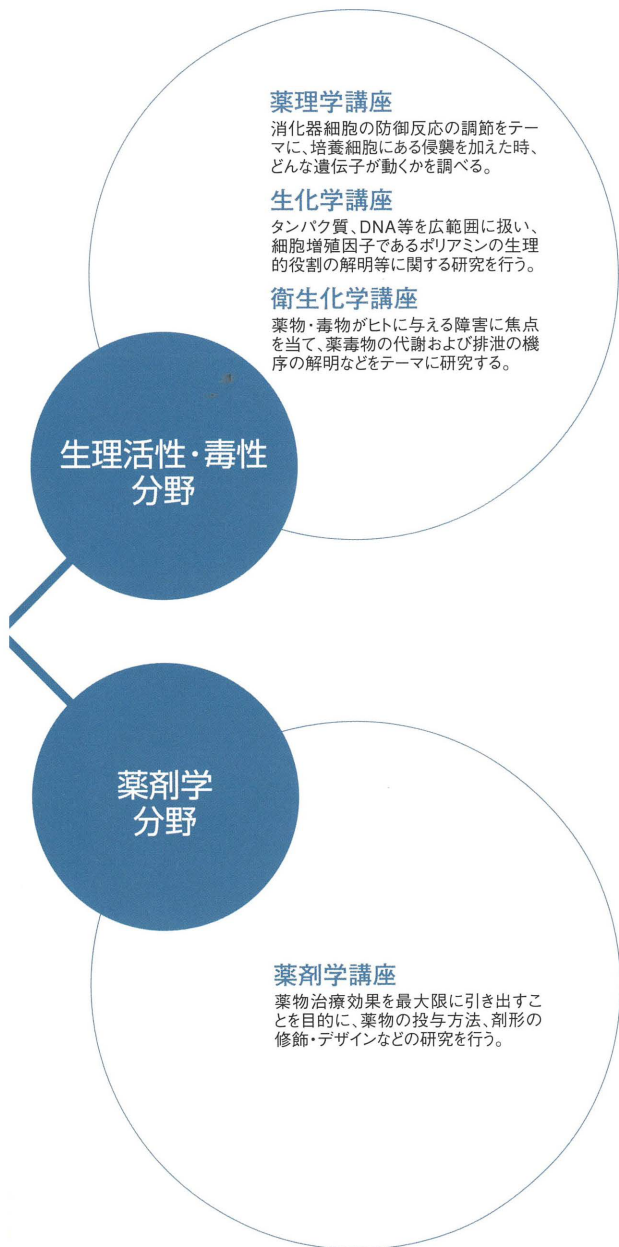 薬理学講座
消化器細胞の防御反応の調節をテー
マに、培養細胞にある侵襲を加えた時、
どんな遺伝子が動くかを調べる。
生化学講座
タンパク質、DNA等を広範囲に扱い、
細胞増殖因子であるポリアミンの生理
的役割の解明等に関する研究を行う。
衛生化学講座
薬物・毒物がヒトに与える障害に焦点
を当て、薬毒物の代謝および排泄の機
序の解明などをテーマに研究する。
生理活性・毒性
分野
薬剤学
分野
薬剤学講座
薬物治療効果を最大限に引き出すこ
とを目的に、薬物の投与方法、剤形の
修飾・デザインなどの研究を行う。